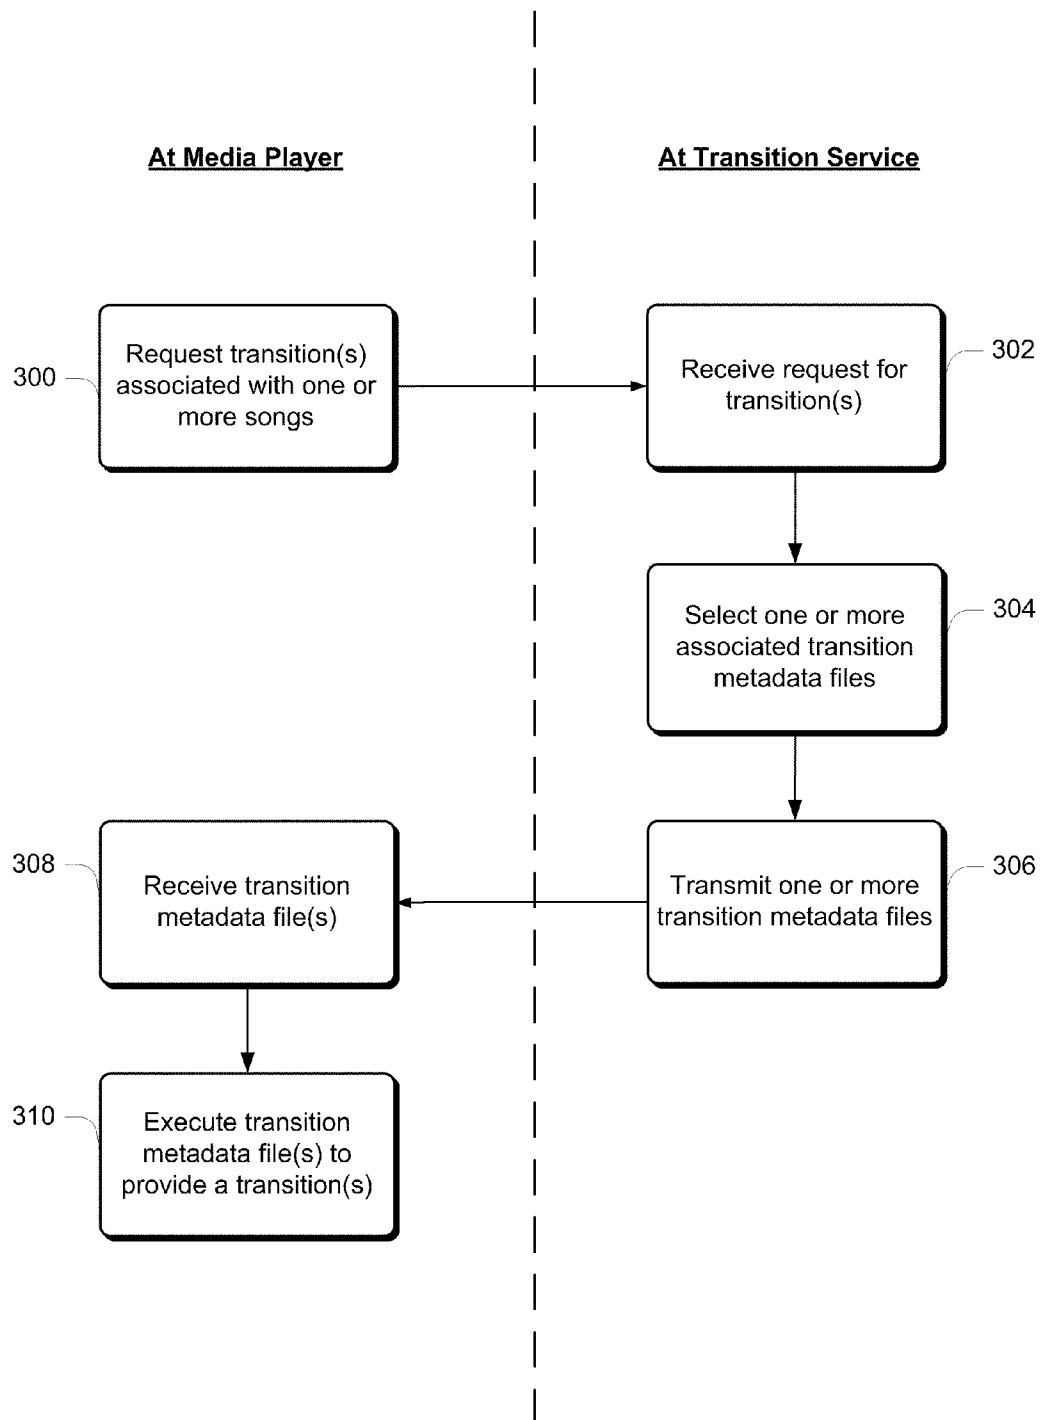 At Media Player
At Transition Service
300
Request transition(s)
associated with one or
more songs
Receive request for
transition(s)
302
Select one or more
associated transition
metadata files
304
308
Receive transition
metadata file(s)
Transmit one or more
transition metadata files
306
310
Execute transition
metadata file(s) to
provide a transition(s)